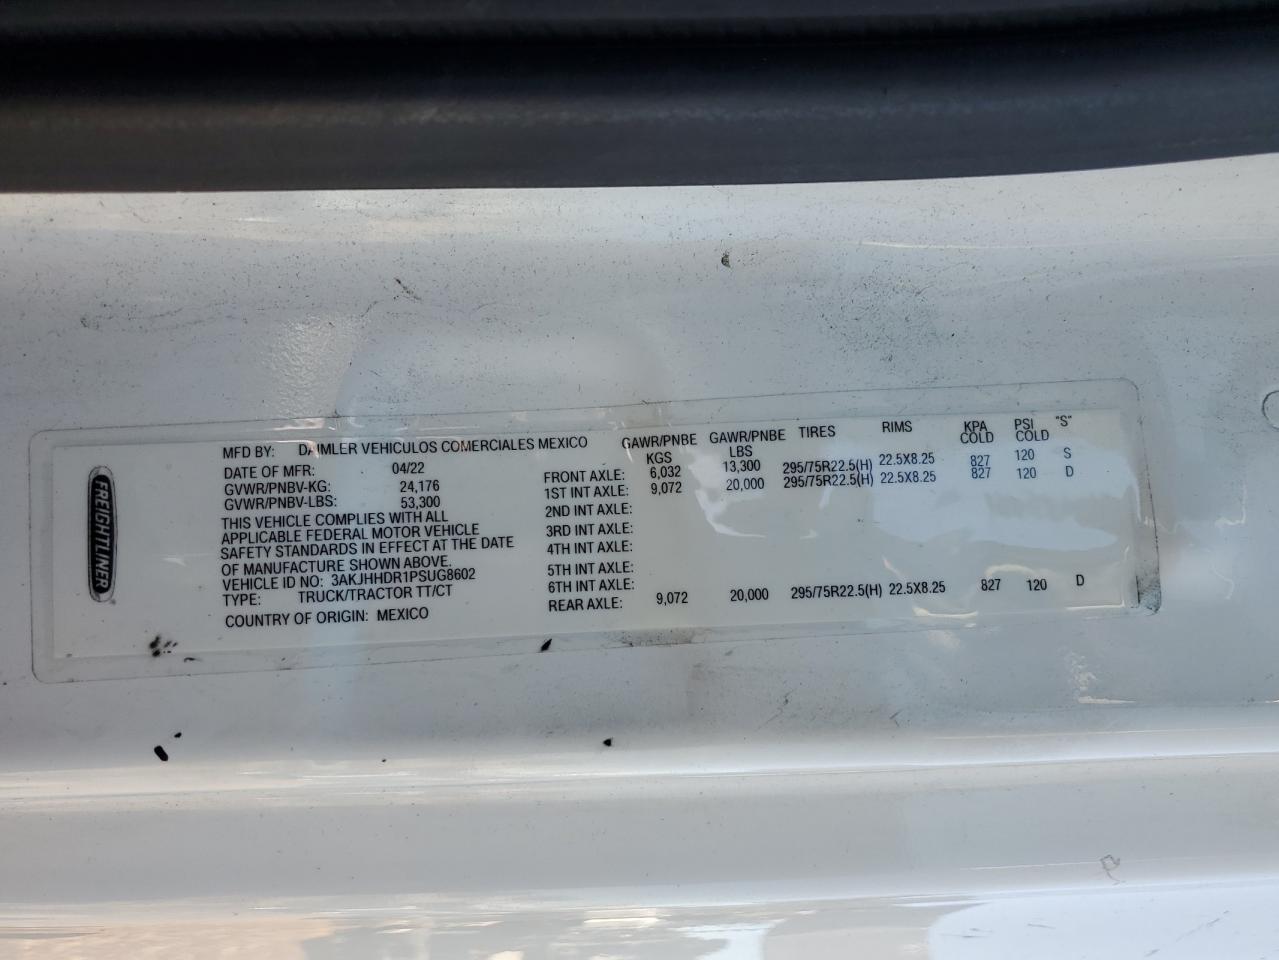 FREIGHTLINER
MFD BY: DAIMLER VEHICULOS COMERCIALES MEXICO
DATE OF MFR: 04/22
GVWR/PNBV-KG: 24,176
GVWR/PNBV-LBS: 53,300
THIS VEHICLE COMPLIES WITH ALL
APPLICABLE FEDERAL MOTOR VEHICLE
SAFETY STANDARDS IN EFFECT AT THE DATE
OF MANUFACTURE SHOWN ABOVE.
VEHICLE ID NO: 3AKJHHDR1PSUG8602
TYPE: TRUCK/TRACTOR TT/CT
COUNTRY OF ORIGIN: MEXICO
GAWR/PNBE GAWR/PNBE TIRES RIMS KPA PSI "S"
KGS LBS COLD COLD
FRONT AXLE: 6,032 13,300 295/75R22.5(H) 22.5X8.25 827 120 S
1ST INT AXLE: 9,072 20,000 295/75R22.5(H) 22.5X8.25 827 120 D
2ND INT AXLE:
3RD INT AXLE:
4TH INT AXLE:
5TH INT AXLE:
6TH INT AXLE:
REAR AXLE: 9,072 20,000 295/75R22.5(H) 22.5X8.25 827 120 D